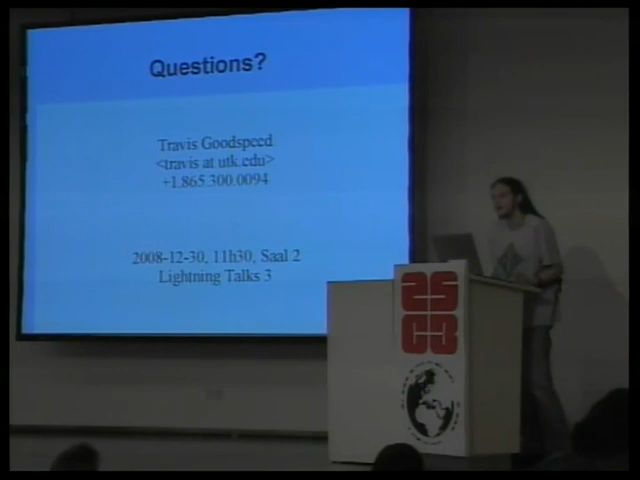 Questions?
Travis Goodspeed
<travis at utk.edu>
+1.865.300.0094
2008-12-30, 11h30, Saal 2
Lightning Talks 3
25
C3